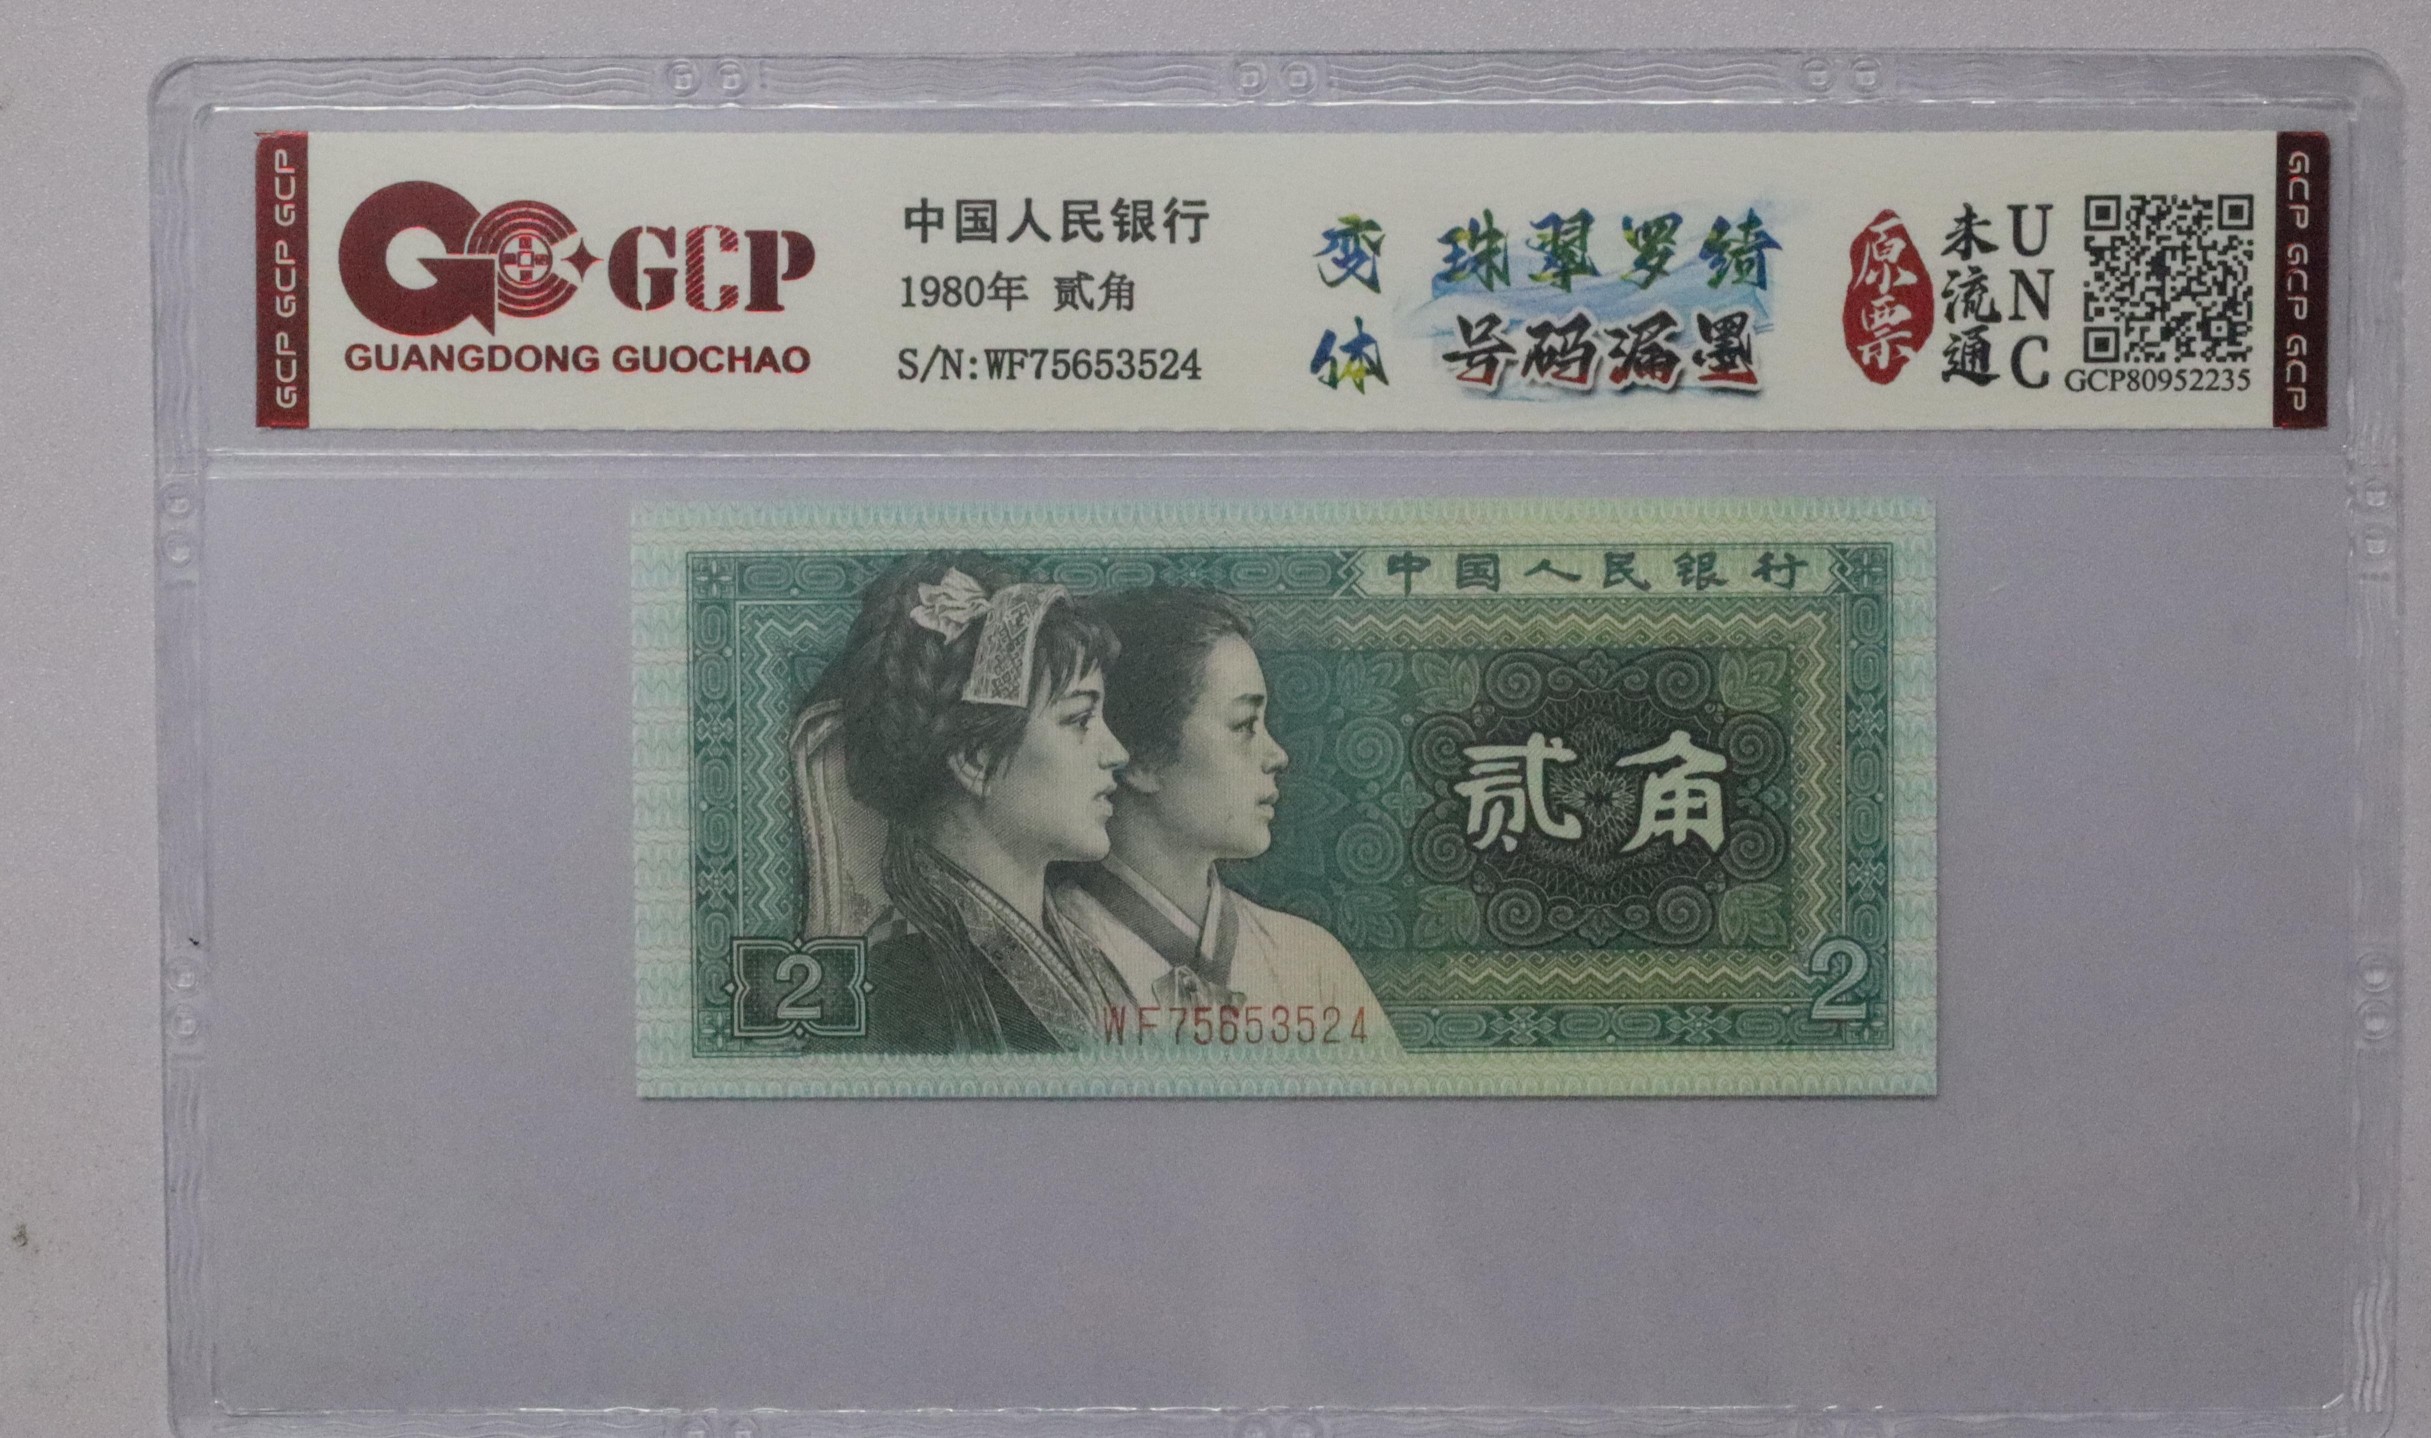 GCP GCP GCP
GCP
GUANGDONG GUOCHAO
中国人民银行
1980年 贰角
S/N:WF75653524
变体
珠翠罗绮
号码漏墨
原票
未流通
UNC
GCP80952235
GCP GCP GCP
中国人民银行
贰角
2
2
WF75653524